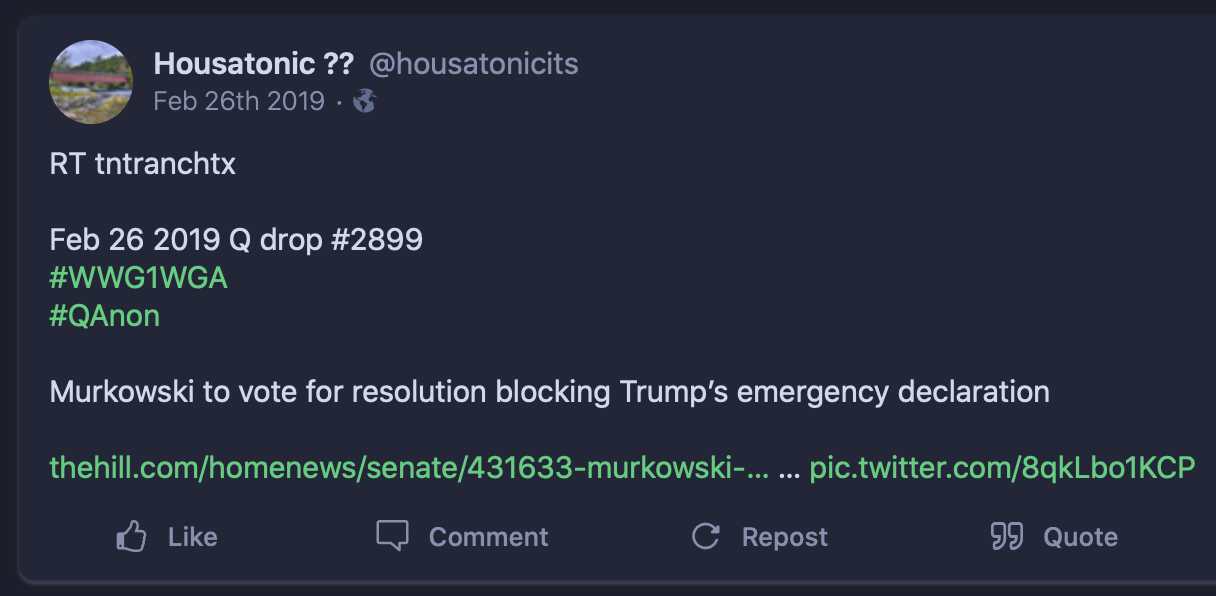 Housatonic ?? @housatonicits
Feb 26th 2019 ·
RT tntranchtx
Feb 26 2019 Q drop #2899
#WWG1WGA
#QAnon
Murkowski to vote for resolution blocking Trump’s emergency declaration
thehill.com/homenews/senate/431633-murkowski-... ... pic.twitter.com/8qkLbo1KCP
Like Comment Repost Quote